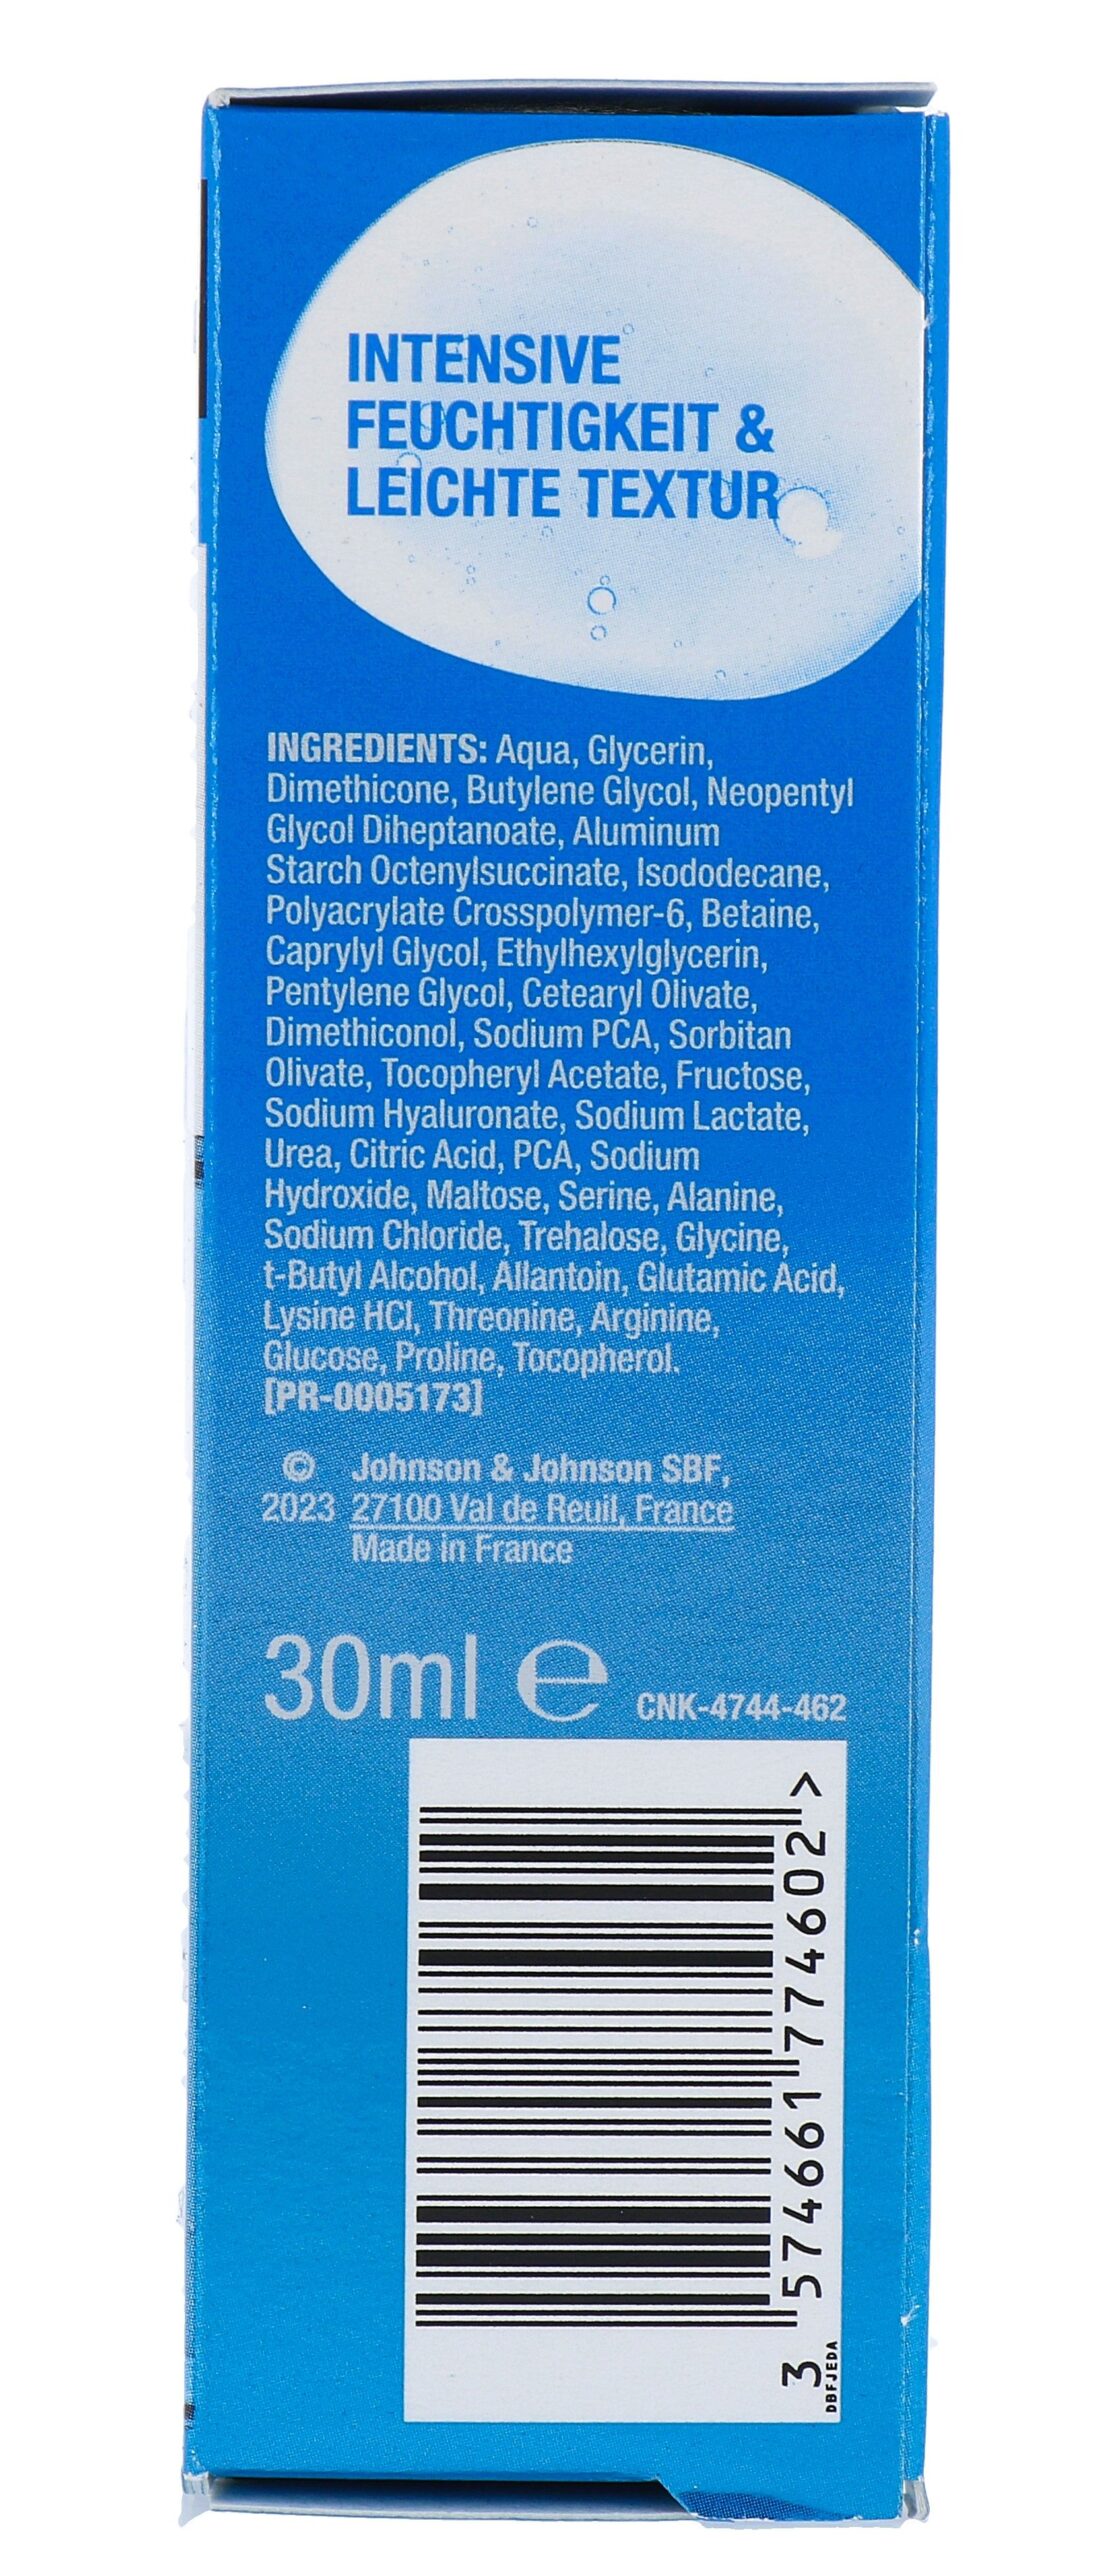 INTENSIVE
FEUCHTIGKEIT &
LEICHTE TEXTUR
INGREDIENTS: Aqua, Glycerin,
Dimethicone, Butylene Glycol, Neopentyl
Glycol Diheptanoate, Aluminum
Starch Octenylsuccinate, Isododecane,
Polyacrylate Crosspolymer-6, Betaine,
Caprylyl Glycol, Ethylhexylglycerin,
Pentylene Glycol, Cetearyl Olivate,
Dimethiconol, Sodium PCA, Sorbitan
Olivate, Tocopheryl Acetate, Fructose,
Sodium Hyaluronate, Sodium Lactate,
Urea, Citric Acid, PCA, Sodium
Hydroxide, Maltose, Serine, Alanine,
Sodium Chloride, Trehalose, Glycine,
t-Butyl Alcohol, Allantoin, Glutamic Acid,
Lysine HCl, Threonine, Arginine,
Glucose, Proline, Tocopherol.
[PR-0005173]
© Johnson & Johnson SBF,
2023 27100 Val de Reuil, France
Made in France
30ml e CNK-4744-462
3 574661 774602 >
DBFJEDA